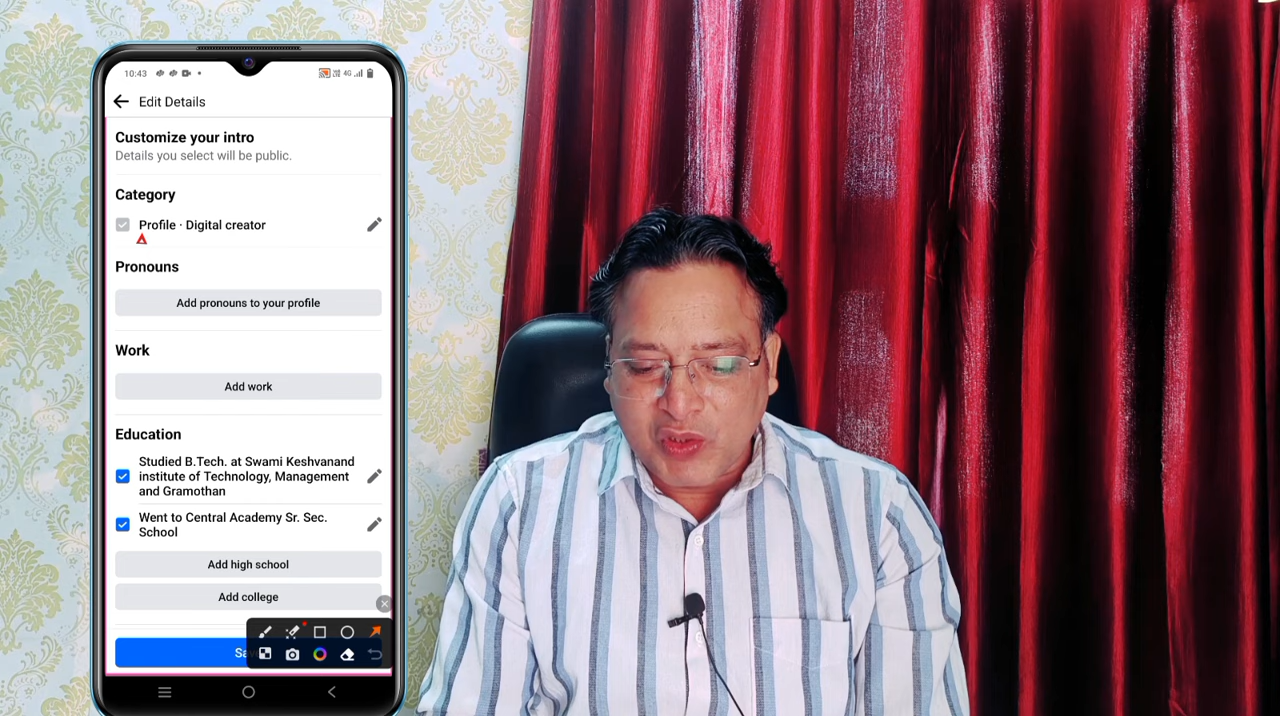 10:43
4G
Edit Details
Customize your intro
Details you select will be public.
Category
Profile · Digital creator
Pronouns
Add pronouns to your profile
Work
Add work
Education
Studied B.Tech. at Swami Keshvanand
institute of Technology, Management
and Gramothan
Went to Central Academy Sr. Sec.
School
Add high school
Add college